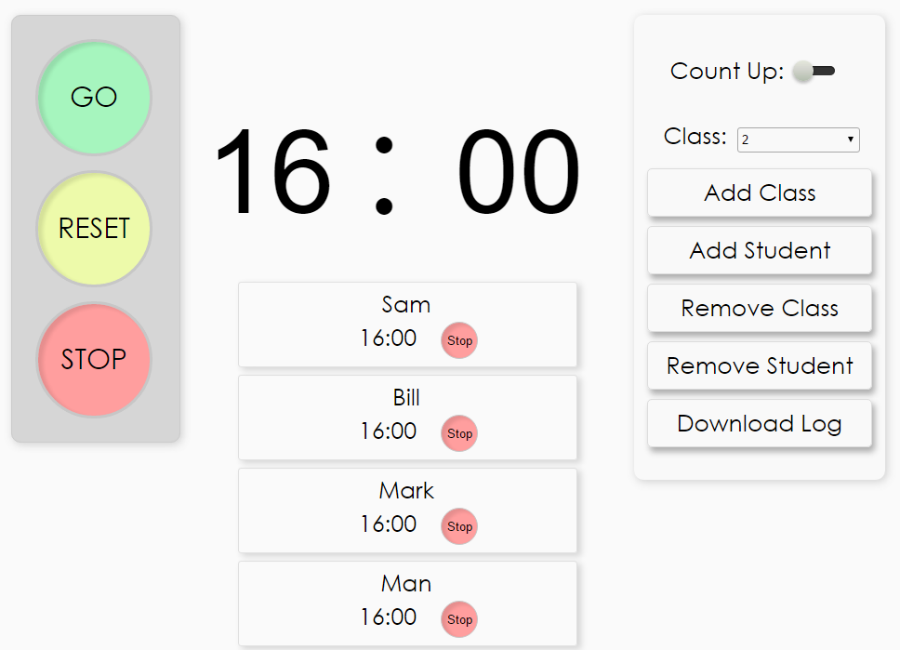 GO
RESET
STOP
16 : 00
Sam
16:00 Stop
Bill
16:00 Stop
Mark
16:00 Stop
Man
16:00 Stop
Count Up:
Class: 2
Add Class
Add Student
Remove Class
Remove Student
Download Log